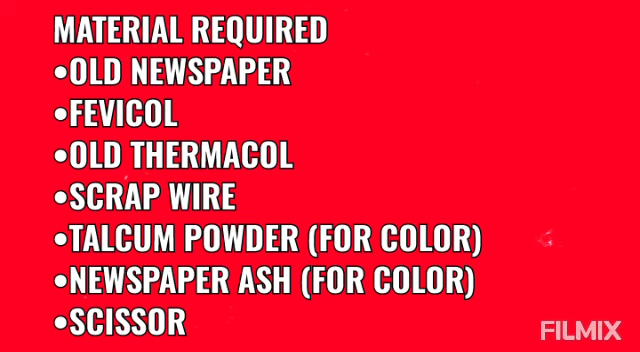 MATERIAL REQUIRED
•OLD NEWSPAPER
•FEVICOL
•OLD THERMACOL
•SCRAP WIRE
•TALCUM POWDER (FOR COLOR)
•NEWSPAPER ASH (FOR COLOR)
•SCISSOR
FILMIX